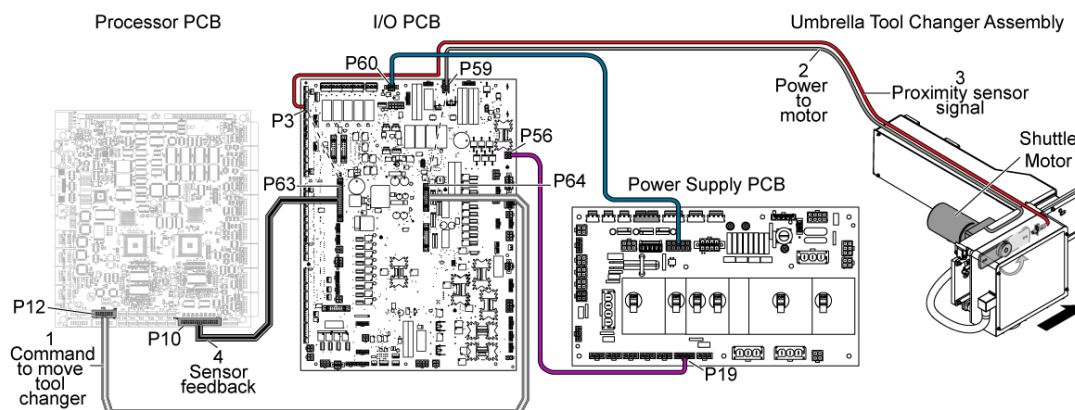 Processor PCB
I/O PCB
Umbrella Tool Changer Assembly
P60
P59
2
Power
to
motor
3
Proximity sensor
signal
P3
P56
Shuttle
Motor
P63
P64
Power Supply PCB
P12
P10
1
Command
to move
tool
changer
4
Sensor
feedback
P19